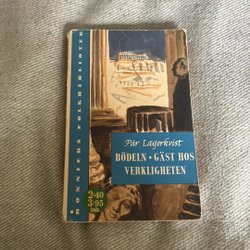 BONNIERS FOLKBIBLIOTEK
Pär Lagerkvist
BÖDELN · GÄST HOS
VERKLIGHETEN
2:40
3:95